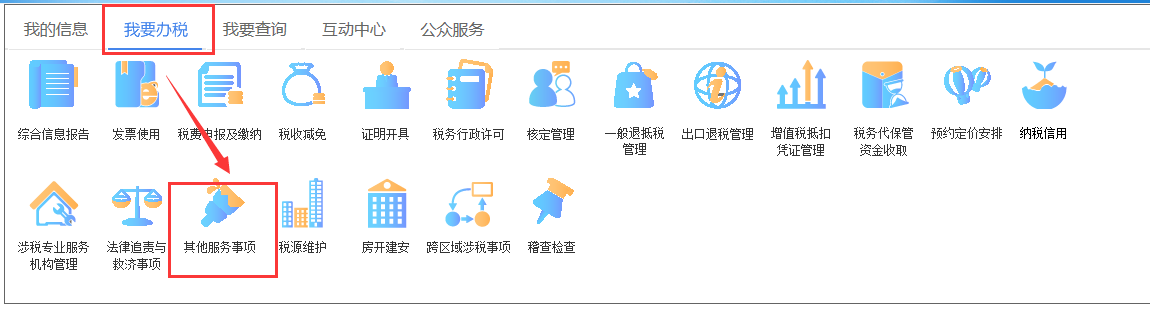 我的信息 我要办税 我要查询 互动中心 公众服务
综合信息报告 发票使用 税费申报及缴纳 税收减免 证明开具 税务行政许可 核定管理 一般退抵税 出口退税管理 增值税抵扣 税务代保管 预约定价安排 纳税信用
管理 凭证管理 资金收取
涉税专业服务 法律追责与 其他服务事项 税源维护 房开建安 跨区域涉税事项 稽查检查
机构管理 救济事项